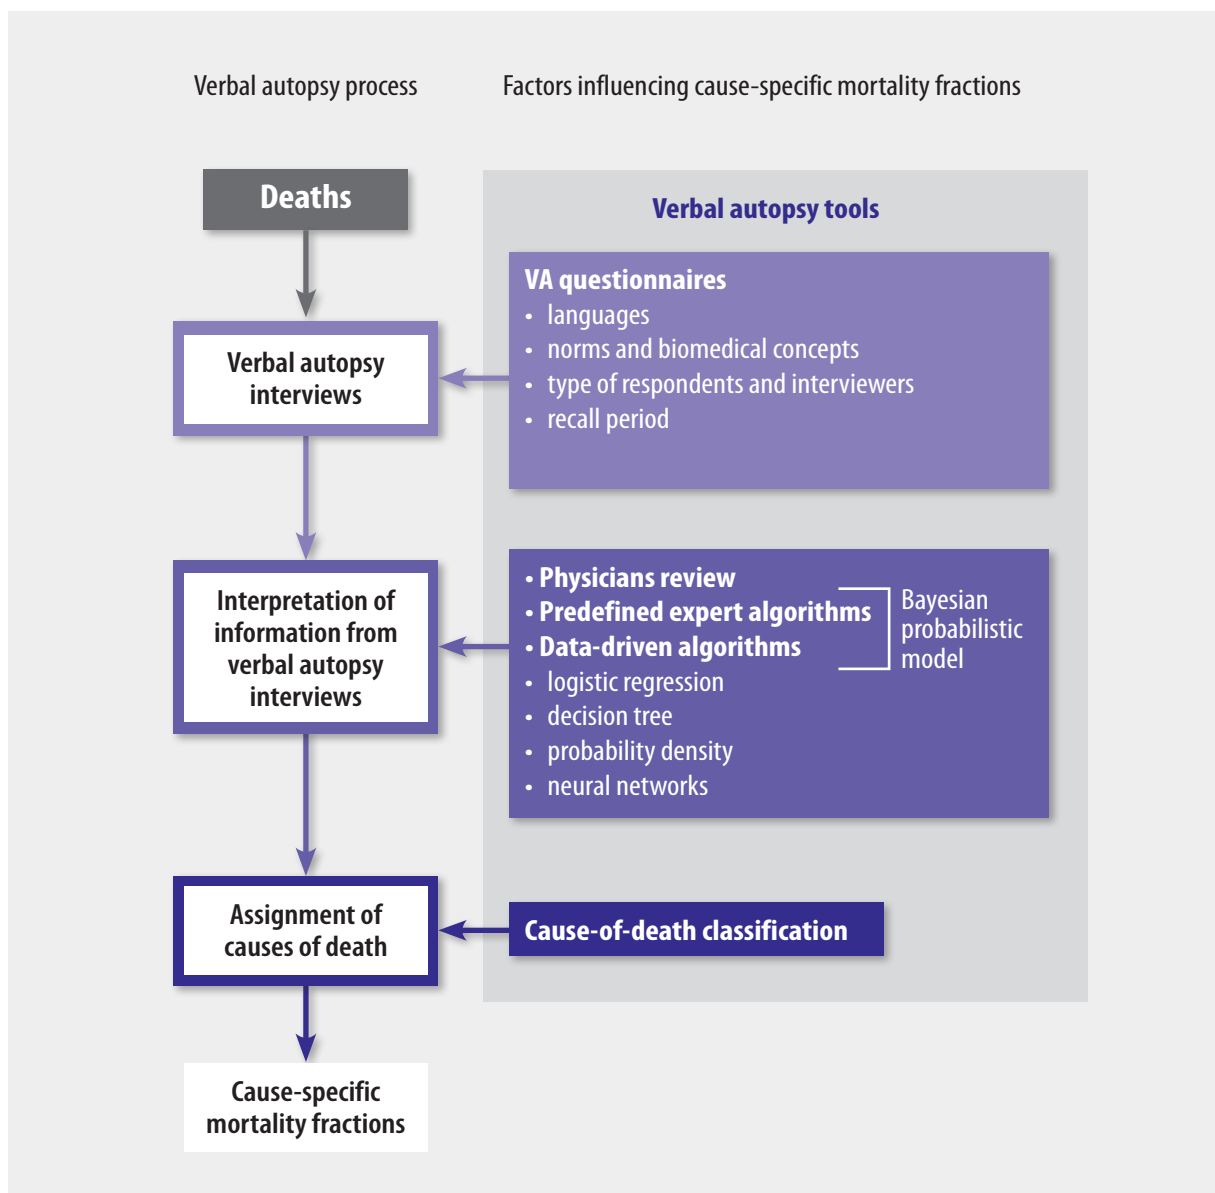 Verbal autopsy process
Factors influencing cause-specific mortality fractions
Deaths
Verbal autopsy tools
VA questionnaires
• languages
• norms and biomedical concepts
• type of respondents and interviewers
• recall period
Verbal autopsy
interviews
• Physicians review
• Predefined expert algorithms
• Data-driven algorithms
• logistic regression
• decision tree
• probability density
• neural networks
Bayesian
probabilistic
model
Interpretation of
information from
verbal autopsy
interviews
Assignment of
causes of death
Cause-of-death classification
Cause-specific
mortality fractions